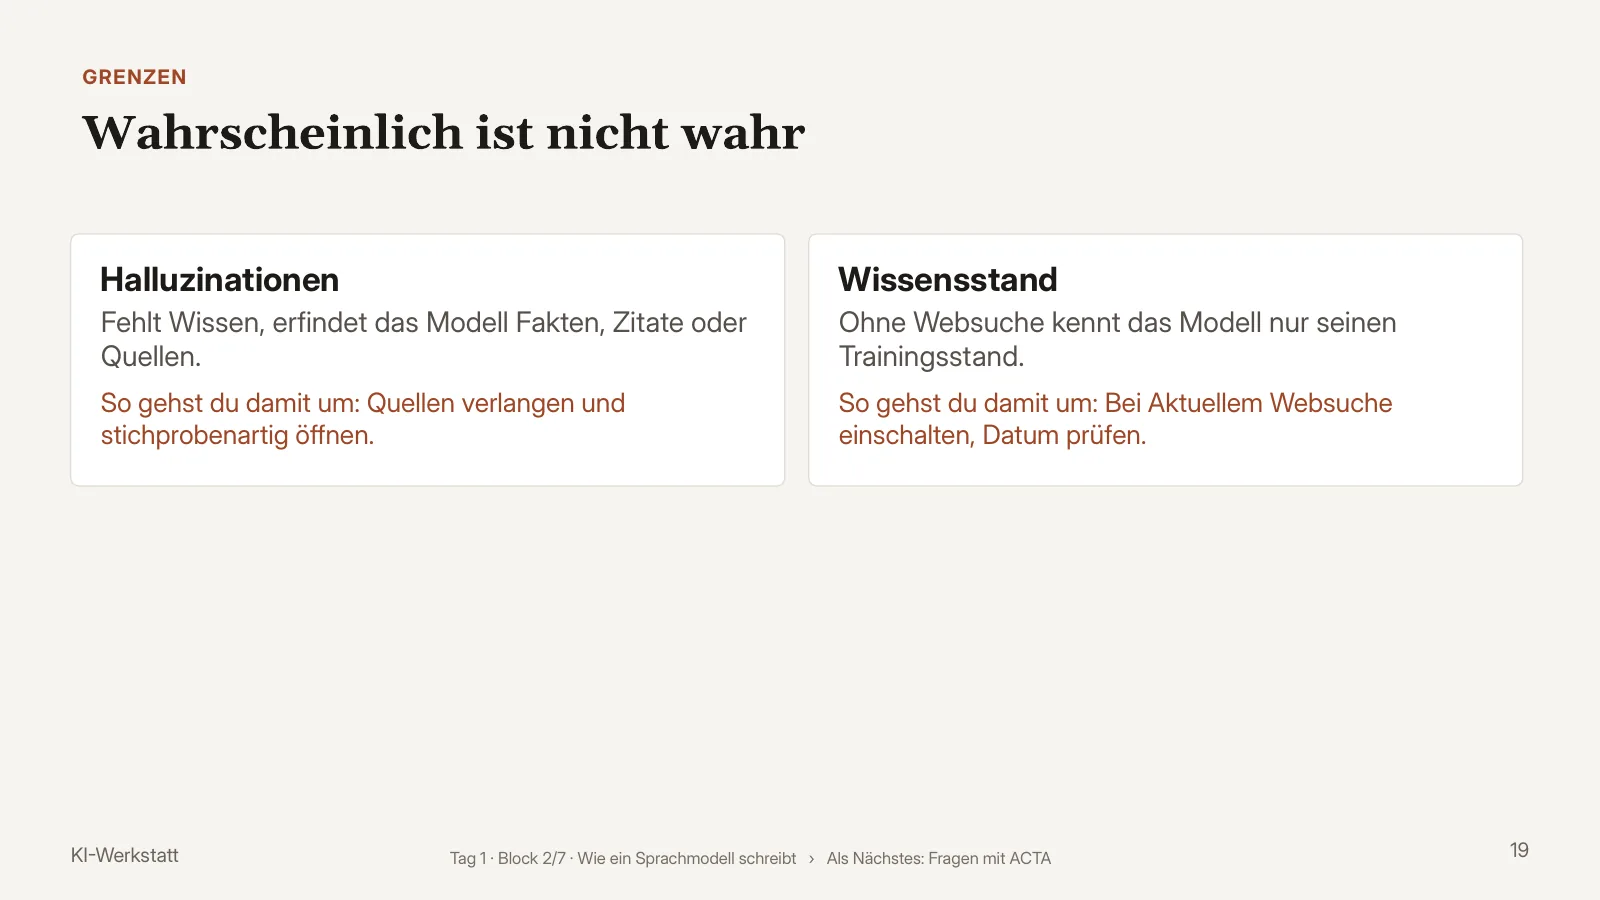 GRENZEN
Wahrscheinlich ist nicht wahr
Halluzinationen
Fehlt Wissen, erfindet das Modell Fakten, Zitate oder
Quellen.
So gehst du damit um: Quellen verlangen und
stichprobenartig öffnen.
Wissensstand
Ohne Websuche kennt das Modell nur seinen
Trainingsstand.
So gehst du damit um: Bei Aktuellem Websuche
einschalten, Datum prüfen.
KI-Werkstatt
Tag 1 · Block 2/7 · Wie ein Sprachmodell schreibt › Als Nächstes: Fragen mit ACTA
19